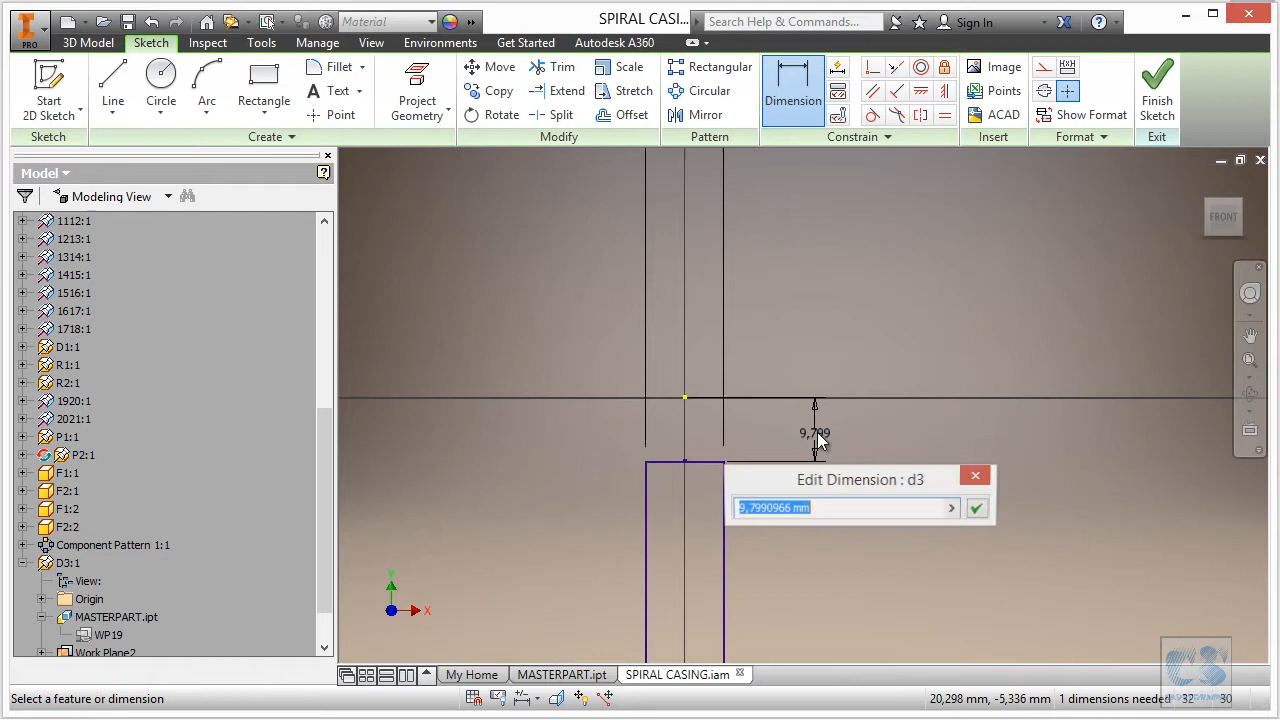 PRO
Material
SPIRAL CASING...
Search Help & Commands...
Sign In
3D Model
Sketch
Inspect
Tools
Manage
View
Environments
Get Started
Autodesk A360
Start
2D Sketch
Line
Circle
Arc
Rectangle
Fillet
Text
Point
Project
Geometry
Move
Copy
Rotate
Trim
Extend
Split
Scale
Stretch
Offset
Rectangular
Circular
Mirror
Dimension
Image
Points
ACAD
Show Format
Finish
Sketch
Sketch
Create
Modify
Pattern
Constrain
Insert
Format
Exit
Model
Modeling View
1112:1
1213:1
1314:1
1415:1
1516:1
1617:1
1718:1
D1:1
R1:1
R2:1
1920:1
2021:1
P1:1
P2:1
F1:1
F2:1
F1:2
F2:2
Component Pattern 1:1
D3:1
View:
Origin
MASTERPART.ipt
WP19
Work Plane2
FRONT
9,799
Edit Dimension : d3
9,7990966 mm
Y
X
My Home
MASTERPART.ipt
SPIRAL CASING.iam
Select a feature or dimension
20,298 mm, -5,336 mm
1 dimensions needed
32
30